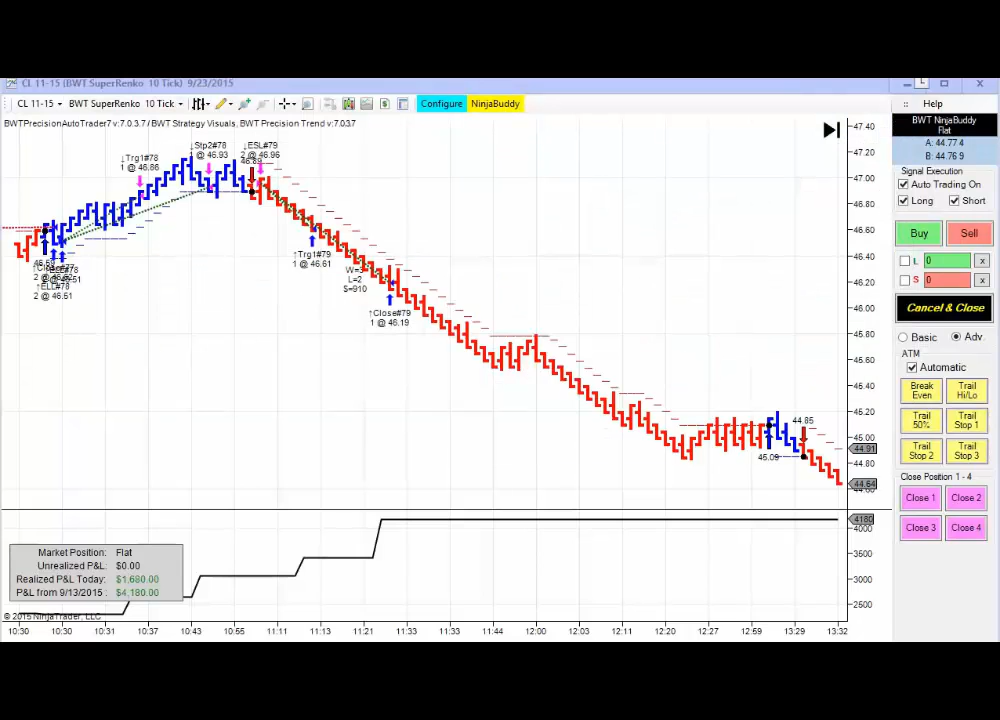 CL 11-15 (BWT SuperRenko 10 Tick) 9/23/2015
CL 11-15 BWT SuperRenko 10 Tick Configure NinjaBuddy
Help
BWTPrecisionAutoTrader7 v:7.0.3.7 / BWT Strategy Visuals, BWT Precision Trend v:7.0.3.7
BWT NinjaBuddy
Flat
A: 44.77 4
B: 44.76 9
Signal Execution
Auto Trading On
Long Short
Buy Sell
L 0 x
S 0 x
Cancel & Close
Basic Adv
ATM
Automatic
Break Even Trail Hi/Lo
Trail 50% Trail Stop 1
Trail Stop 2 Trail Stop 3
Close Position 1 - 4
Close 1 Close 2
Close 3 Close 4
↓Trg1#78
1 @ 46.86
↓Stp2#78
1 @ 46.93
↓ESL#79
2 @ 46.96
46.89
2 @ 46.51
↑Trg1#79
1 @ 46.61
W=3
L=2
S=910
↑Close#79
1 @ 46.19
45.09
44.85
47.40
47.20
47.00
46.80
46.60
46.40
46.20
46.00
45.80
45.60
45.40
45.20
45.00
44.91
44.80
44.64
4180
4000
3500
3000
2500
Market Position: Flat
Unrealized P&L: $0.00
Realized P&L Today: $1,680.00
P&L from 9/13/2015 : $4,180.00
© 2015 NinjaTrader, LLC
10:30 10:30 10:31 10:37 10:43 10:55 11:11 11:13 11:21 11:33 11:33 11:44 12:00 12:03 12:11 12:20 12:27 12:59 13:29 13:32